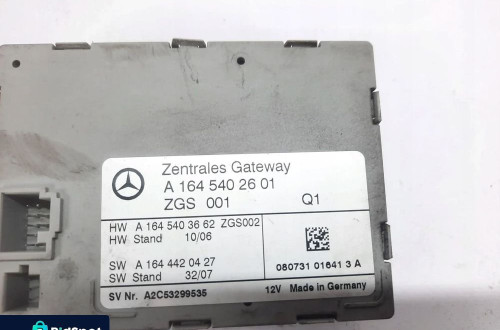 Zentrales Gateway
A 164 540 26 01
ZGS 001 Q1
HW A 164 540 36 62 ZGS002
HW Stand 10/06
SW A 164 442 04 27
SW Stand 32/07
080731 01641 3 A
SV Nr. A2C53299535 12V Made in Germany
BidSpot